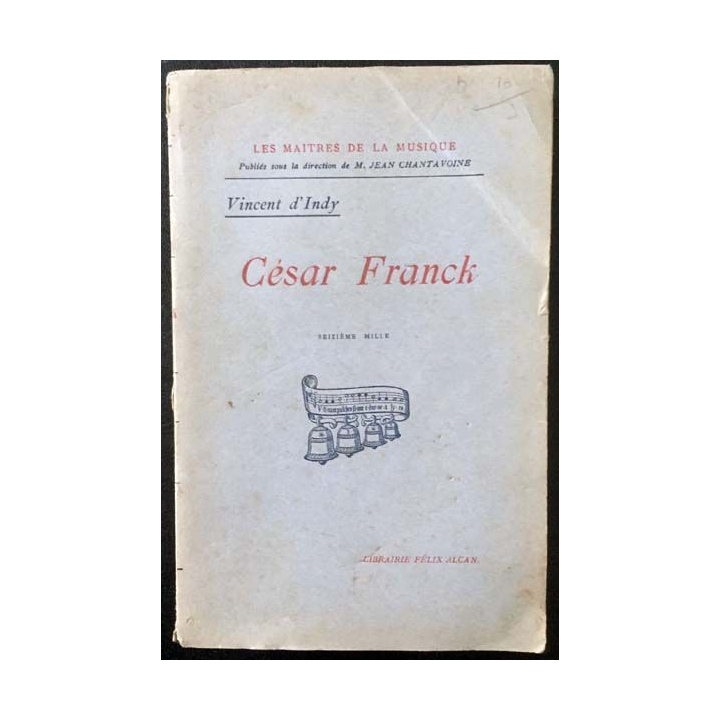 LES MAITRES DE LA MUSIQUE
Publiés sous la direction de M. JEAN CHANTAVOINE
Vincent d'Indy
César Franck
SEIZIÈME MILLE
LIBRAIRIE FÉLIX ALCAN